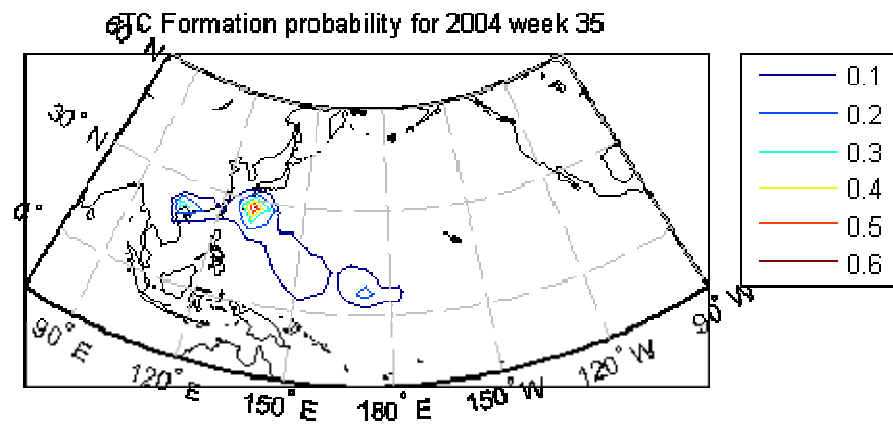 eTC Formation probability for 2004 week 35
60° N
30° N
0°
90° E
120° E
150° E
180° E
150° W
120° W
90° W
0.1
0.2
0.3
0.4
0.5
0.6